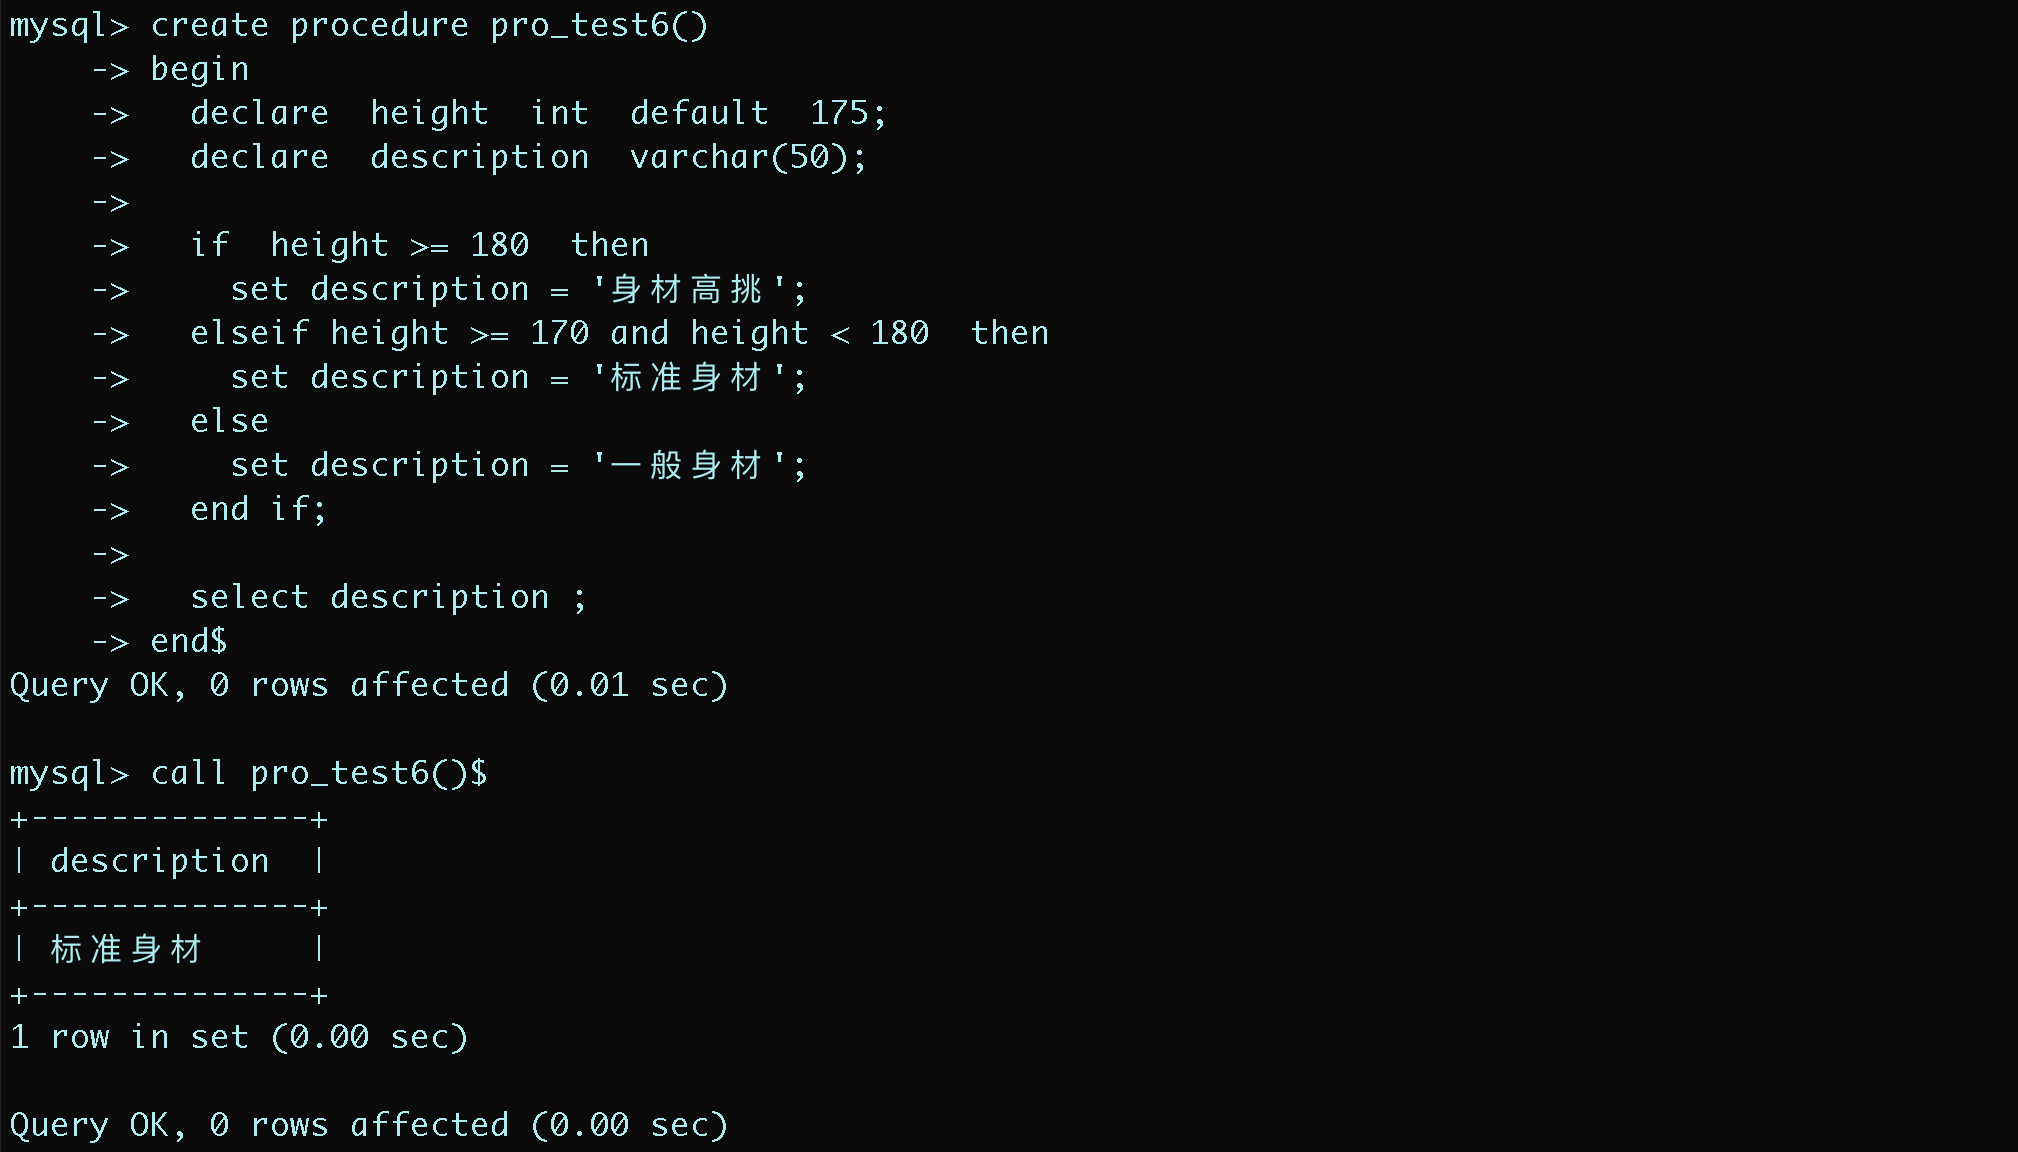 mysql> create procedure pro_test6()
    -> begin
    ->   declare  height  int  default  175;
    ->   declare  description  varchar(50);
    ->
    ->   if  height >= 180  then
    ->     set description = '身材高挑';
    ->   elseif height >= 170 and height < 180  then
    ->     set description = '标准身材';
    ->   else
    ->     set description = '一般身材';
    ->   end if;
    ->
    ->   select description ;
    -> end$
Query OK, 0 rows affected (0.01 sec)

mysql> call pro_test6()$
+--------------+
| description  |
+--------------+
| 标准身材     |
+--------------+
1 row in set (0.00 sec)

Query OK, 0 rows affected (0.00 sec)